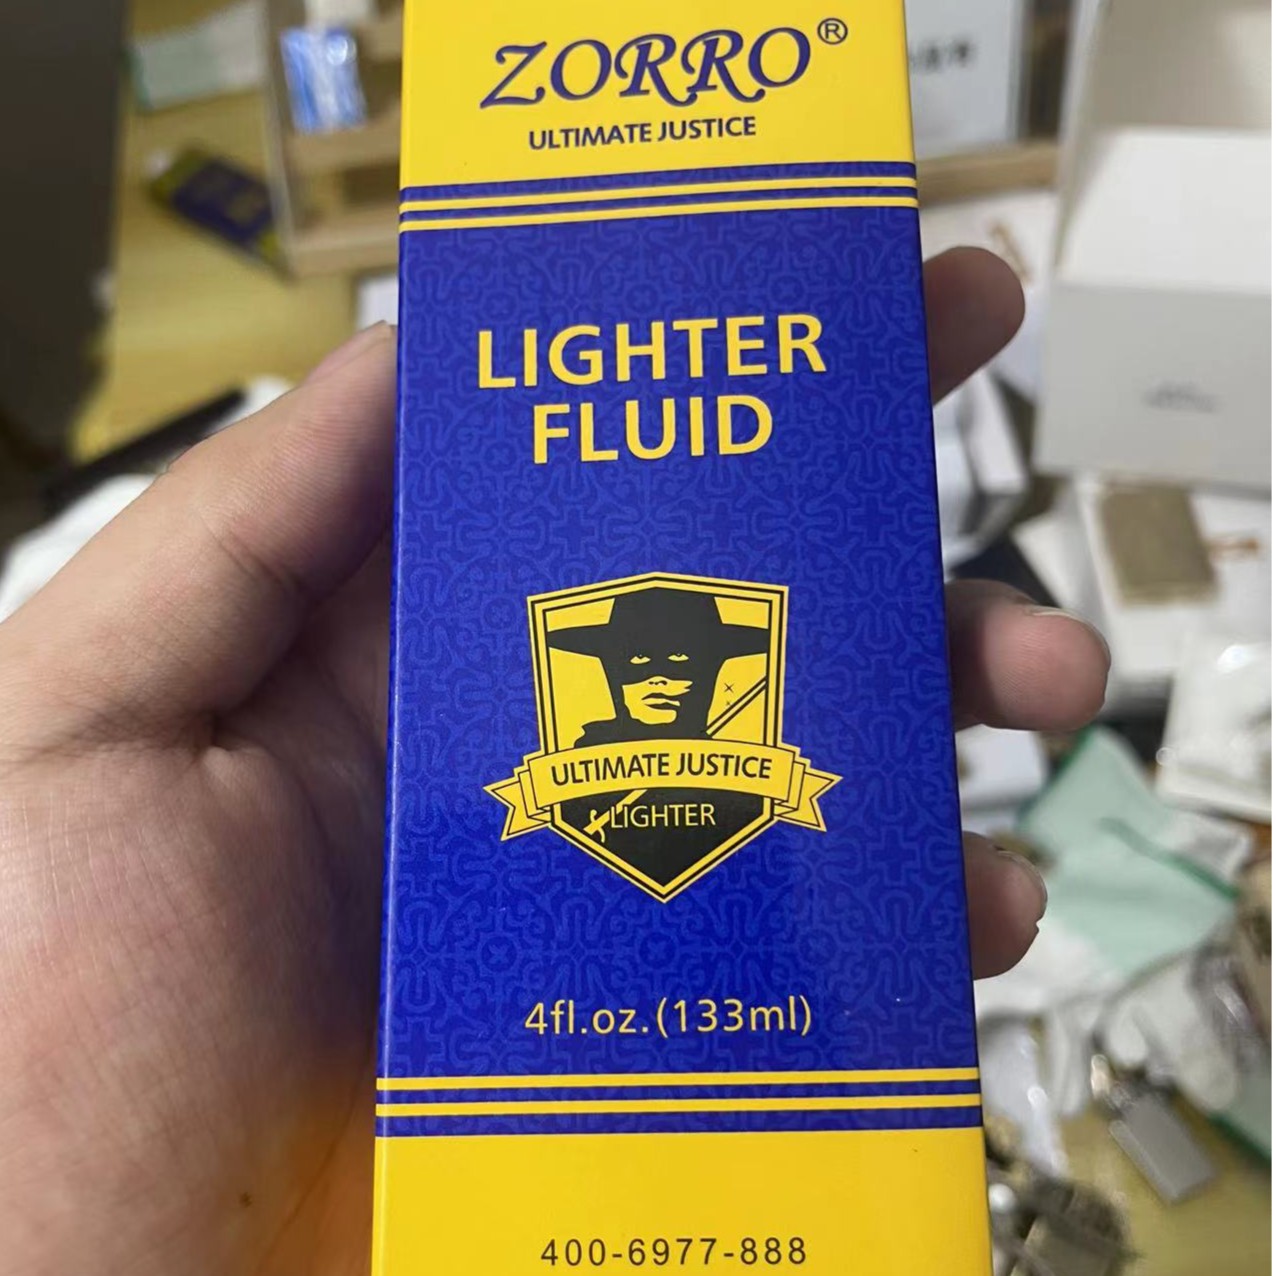 ZORRO®
ULTIMATE JUSTICE
LIGHTER
FLUID
ULTIMATE JUSTICE
LIGHTER
4fl.oz.(133ml)
400-6977-888